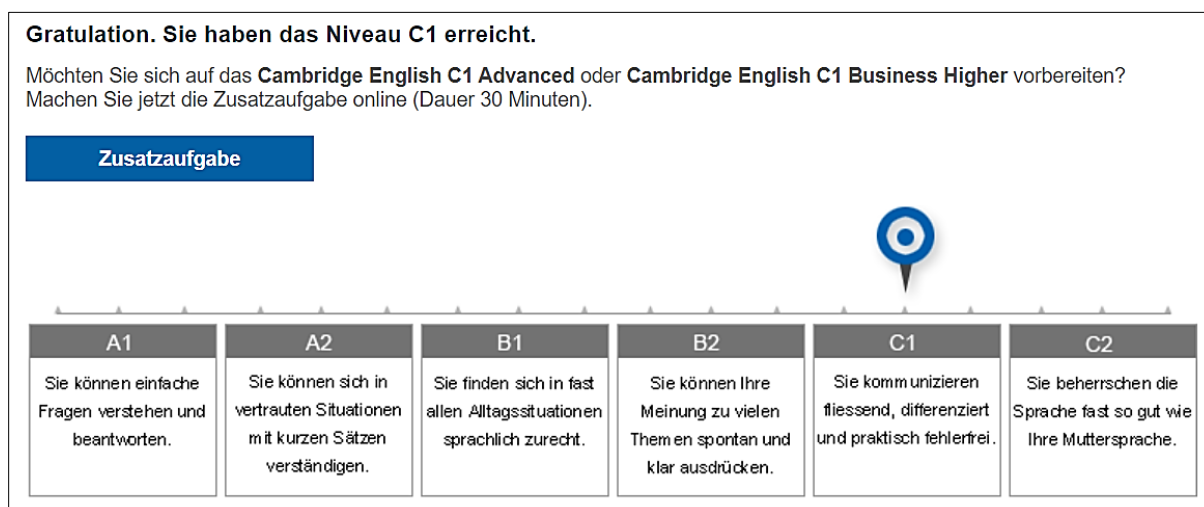 Gratulation. Sie haben das Niveau C1 erreicht.
Möchten Sie sich auf das Cambridge English C1 Advanced oder Cambridge English C1 Business Higher vorbereiten?
Machen Sie jetzt die Zusatzaufgabe online (Dauer 30 Minuten).
Zusatzaufgabe
A1
Sie können einfache
Fragen verstehen und
beantworten.
A2
Sie können sich in
vertrauten Situationen
mit kurzen Sätzen
verständigen.
B1
Sie finden sich in fast
allen Alltagssituationen
sprachlich zurecht.
B2
Sie können Ihre
Meinung zu vielen
Themen spontan und
klar ausdrücken.
C1
Sie kommunizieren
fliessend, differenziert
und praktisch fehlerfrei.
C2
Sie beherrschen die
Sprache fast so gut wie
Ihre Muttersprache.